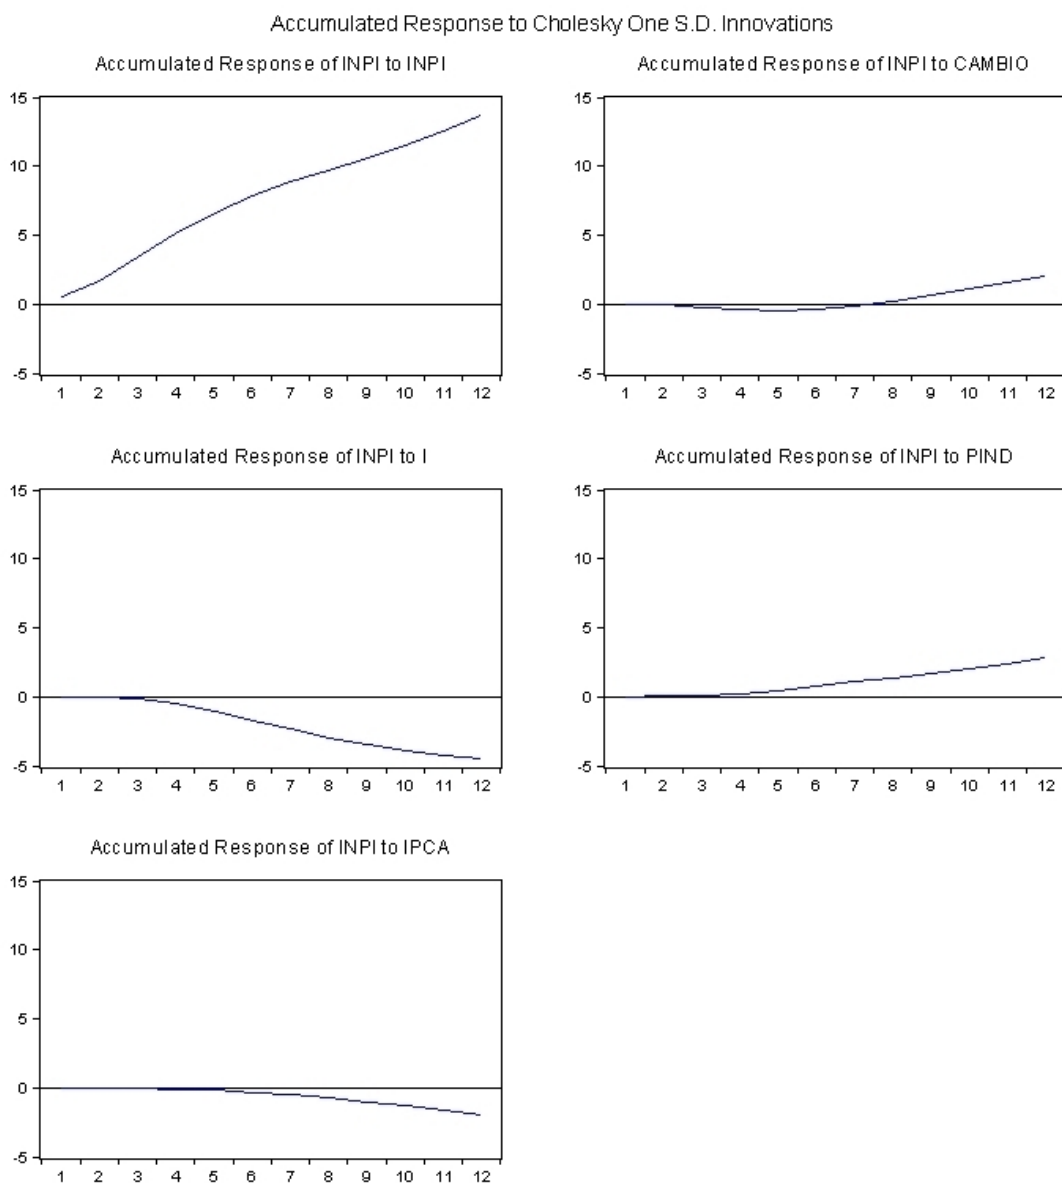 Accumulated Response to Cholesky One S.D. Innovations
Accumulated Response of INPI to INPI
15
10
5
0
-5
1 2 3 4 5 6 7 8 9 10 11 12
Accumulated Response of INPI to CAMBIO
15
10
5
0
-5
1 2 3 4 5 6 7 8 9 10 11 12
Accumulated Response of INPI to I
15
10
5
0
-5
1 2 3 4 5 6 7 8 9 10 11 12
Accumulated Response of INPI to PIND
15
10
5
0
-5
1 2 3 4 5 6 7 8 9 10 11 12
Accumulated Response of INPI to IPCA
15
10
5
0
-5
1 2 3 4 5 6 7 8 9 10 11 12